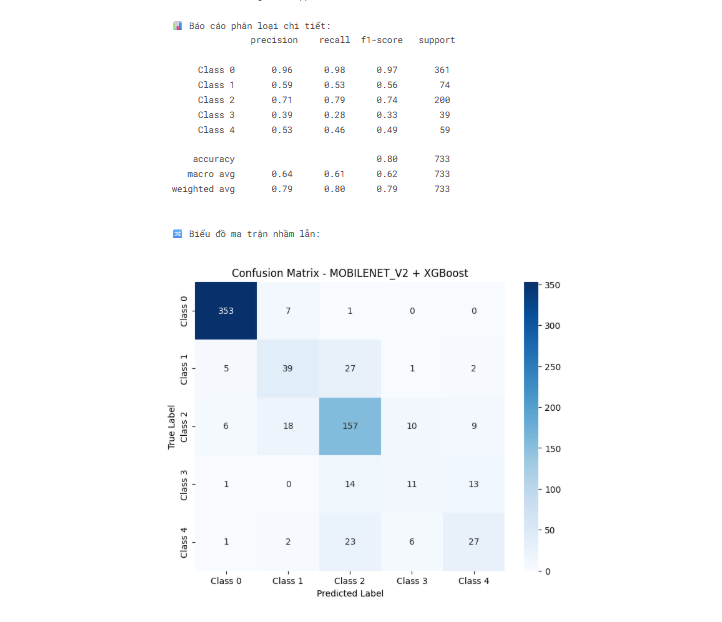 📊 Báo cáo phân loại chi tiết:
precision recall f1-score support
Class 0 0.96 0.98 0.97 361
Class 1 0.59 0.53 0.56 74
Class 2 0.71 0.79 0.74 200
Class 3 0.39 0.28 0.33 39
Class 4 0.53 0.46 0.49 59
accuracy 0.80 733
macro avg 0.64 0.61 0.62 733
weighted avg 0.79 0.80 0.79 733
🔀 Biểu đồ ma trận nhầm lẫn:
Confusion Matrix - MOBILENET_V2 + XGBoost
Class 0 353 7 1 0 0
Class 1 5 39 27 1 2
Class 2 6 18 157 10 9
Class 3 1 0 14 11 13
Class 4 1 2 23 6 27
Class 0 Class 1 Class 2 Class 3 Class 4
Predicted Label
True Label
350
300
250
200
150
100
50
0